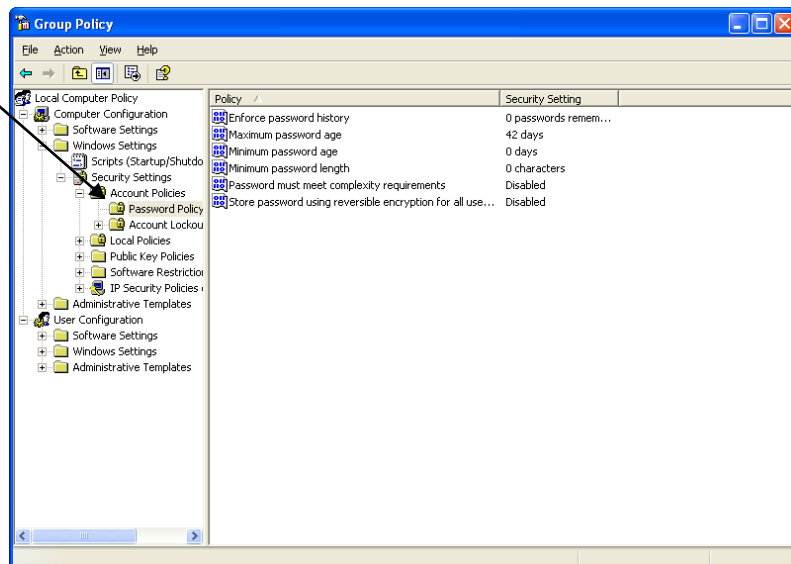 Group Policy
File Action View Help
Local Computer Policy
Computer Configuration
Software Settings
Windows Settings
Scripts (Startup/Shutdo
Security Settings
Account Policies
Password Policy
Account Lockou
Local Policies
Public Key Policies
Software Restriction
IP Security Policies
Administrative Templates
User Configuration
Software Settings
Windows Settings
Administrative Templates
Policy Security Setting
Enforce password history 0 passwords remem...
Maximum password age 42 days
Minimum password age 0 days
Minimum password length 0 characters
Password must meet complexity requirements Disabled
Store password using reversible encryption for all use... Disabled